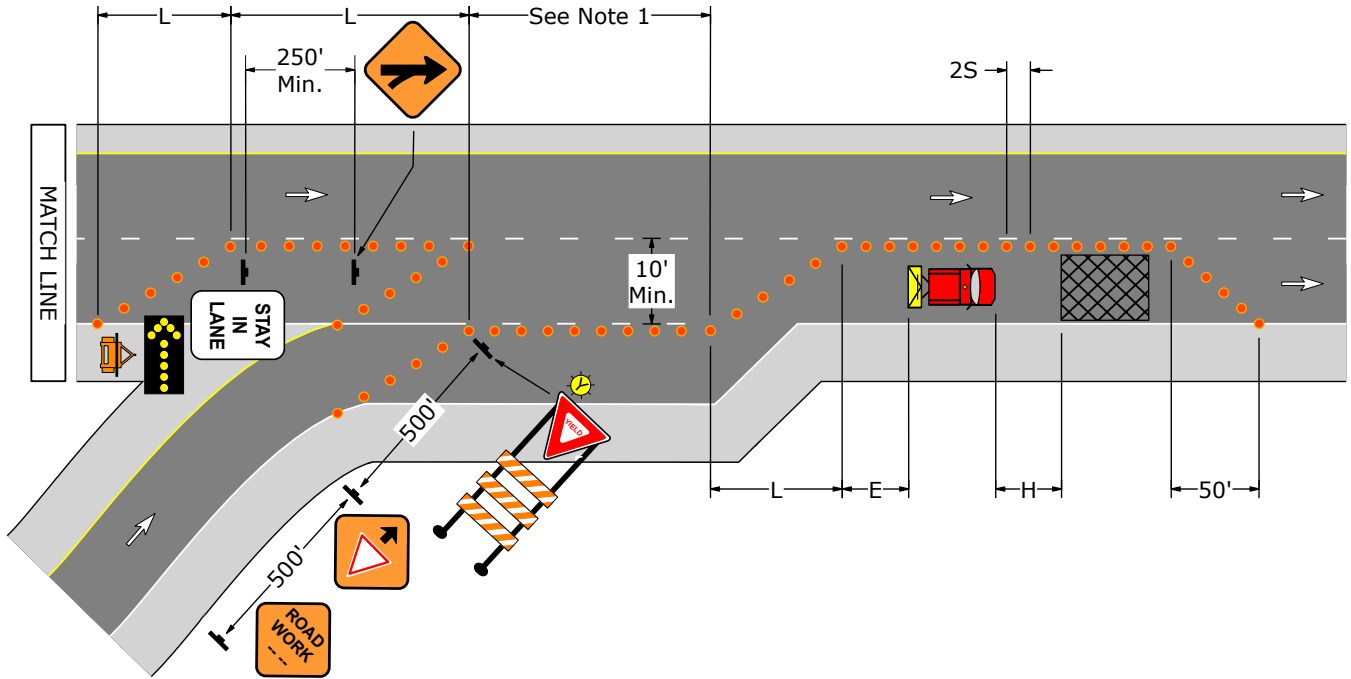 L
L
See Note 1
250'
Min.
2S
MATCH LINE
10'
Min.
STAY
IN
LANE
500'
YIELD
L
E
H
50'
500'
ROAD
WORK
-- --